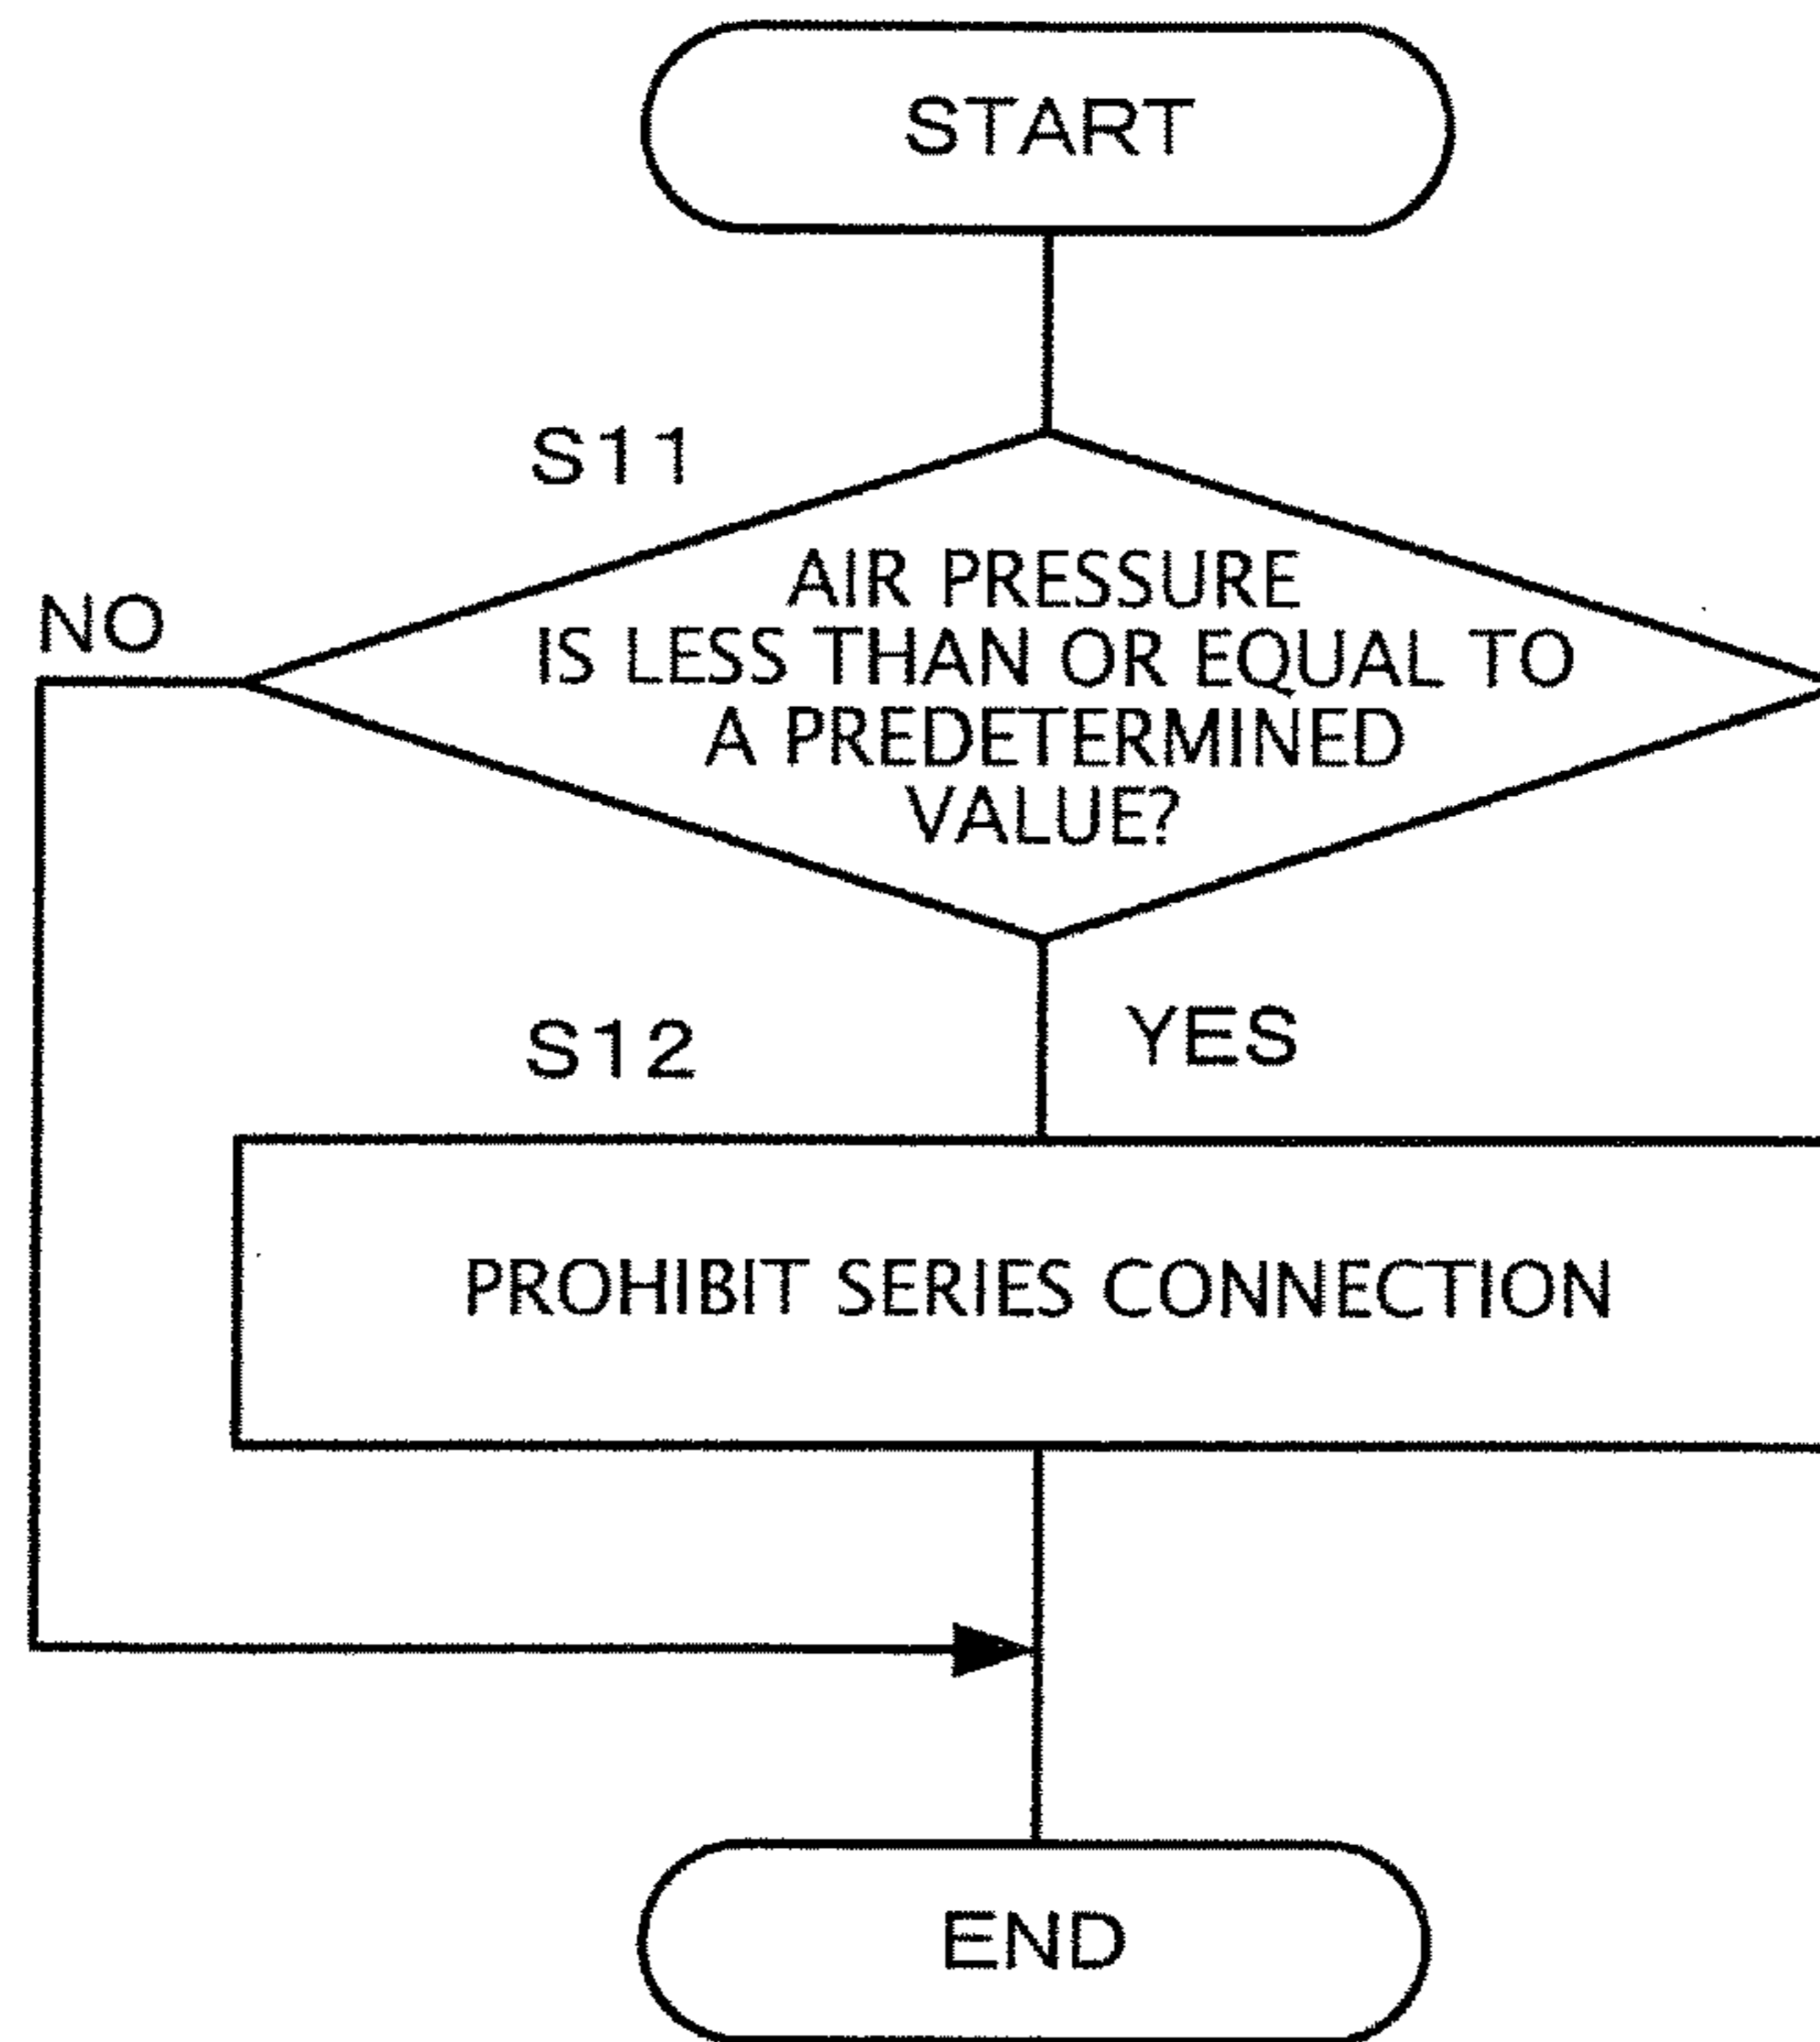 START
S11
NO
AIR PRESSURE
IS LESS THAN OR EQUAL TO
A PREDETERMINED
VALUE?
S12
YES
PROHIBIT SERIES CONNECTION
END